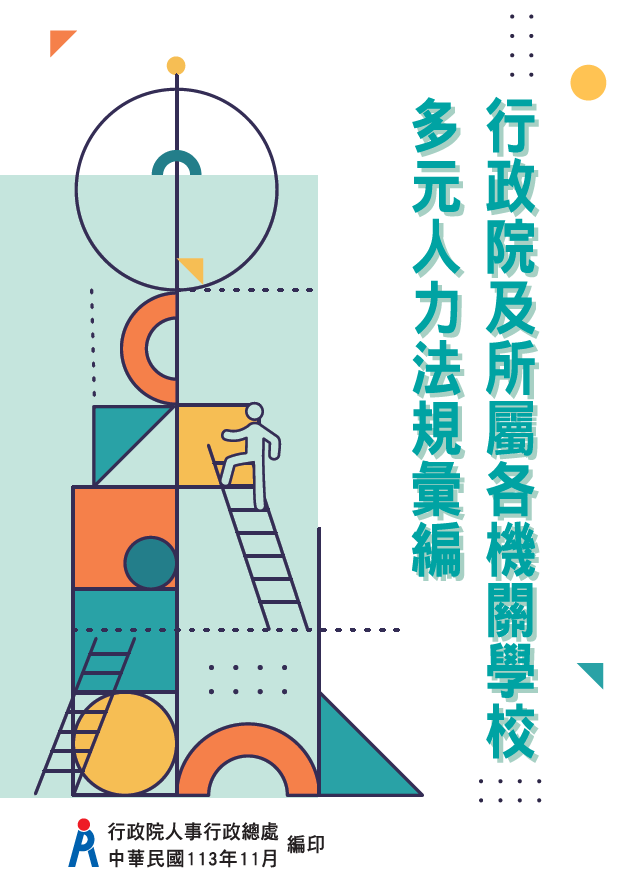 行政院及所屬各機關學校
多元人力法規彙編
行政院人事行政總處
中華民國113年11月
編印